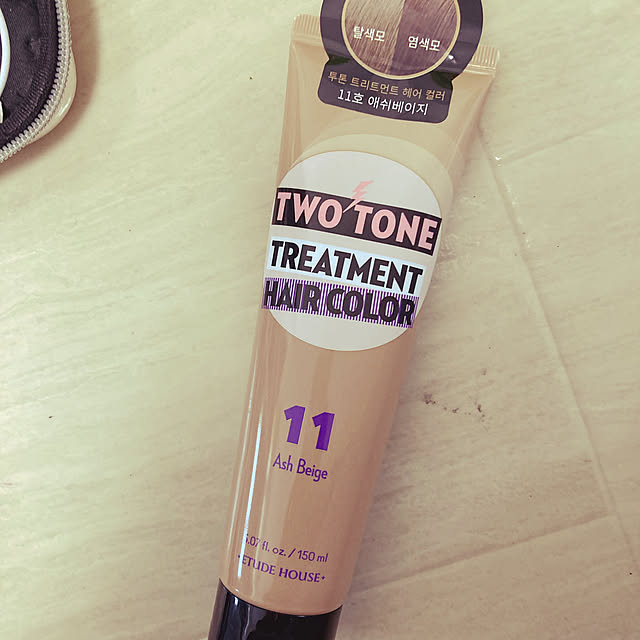 탈색모 염색모
투톤 트리트먼트 헤어 컬러
11호 애쉬베이지
TWO TONE
TREATMENT
HAIR COLOR
11
Ash Beige
5.07 fl. oz. / 150 ml
•ETUDE HOUSE•